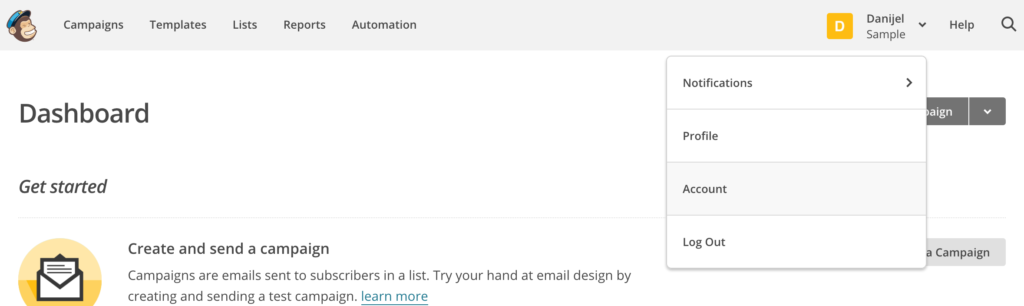 Campaigns Templates Lists Reports Automation D Danijel Help
Sample
Notifications
Dashboard paign
Profile
Get started
Account
Create and send a campaign
Log Out
a Campaign
Campaigns are emails sent to subscribers in a list. Try your hand at email design by
creating and sending a test campaign. learn more